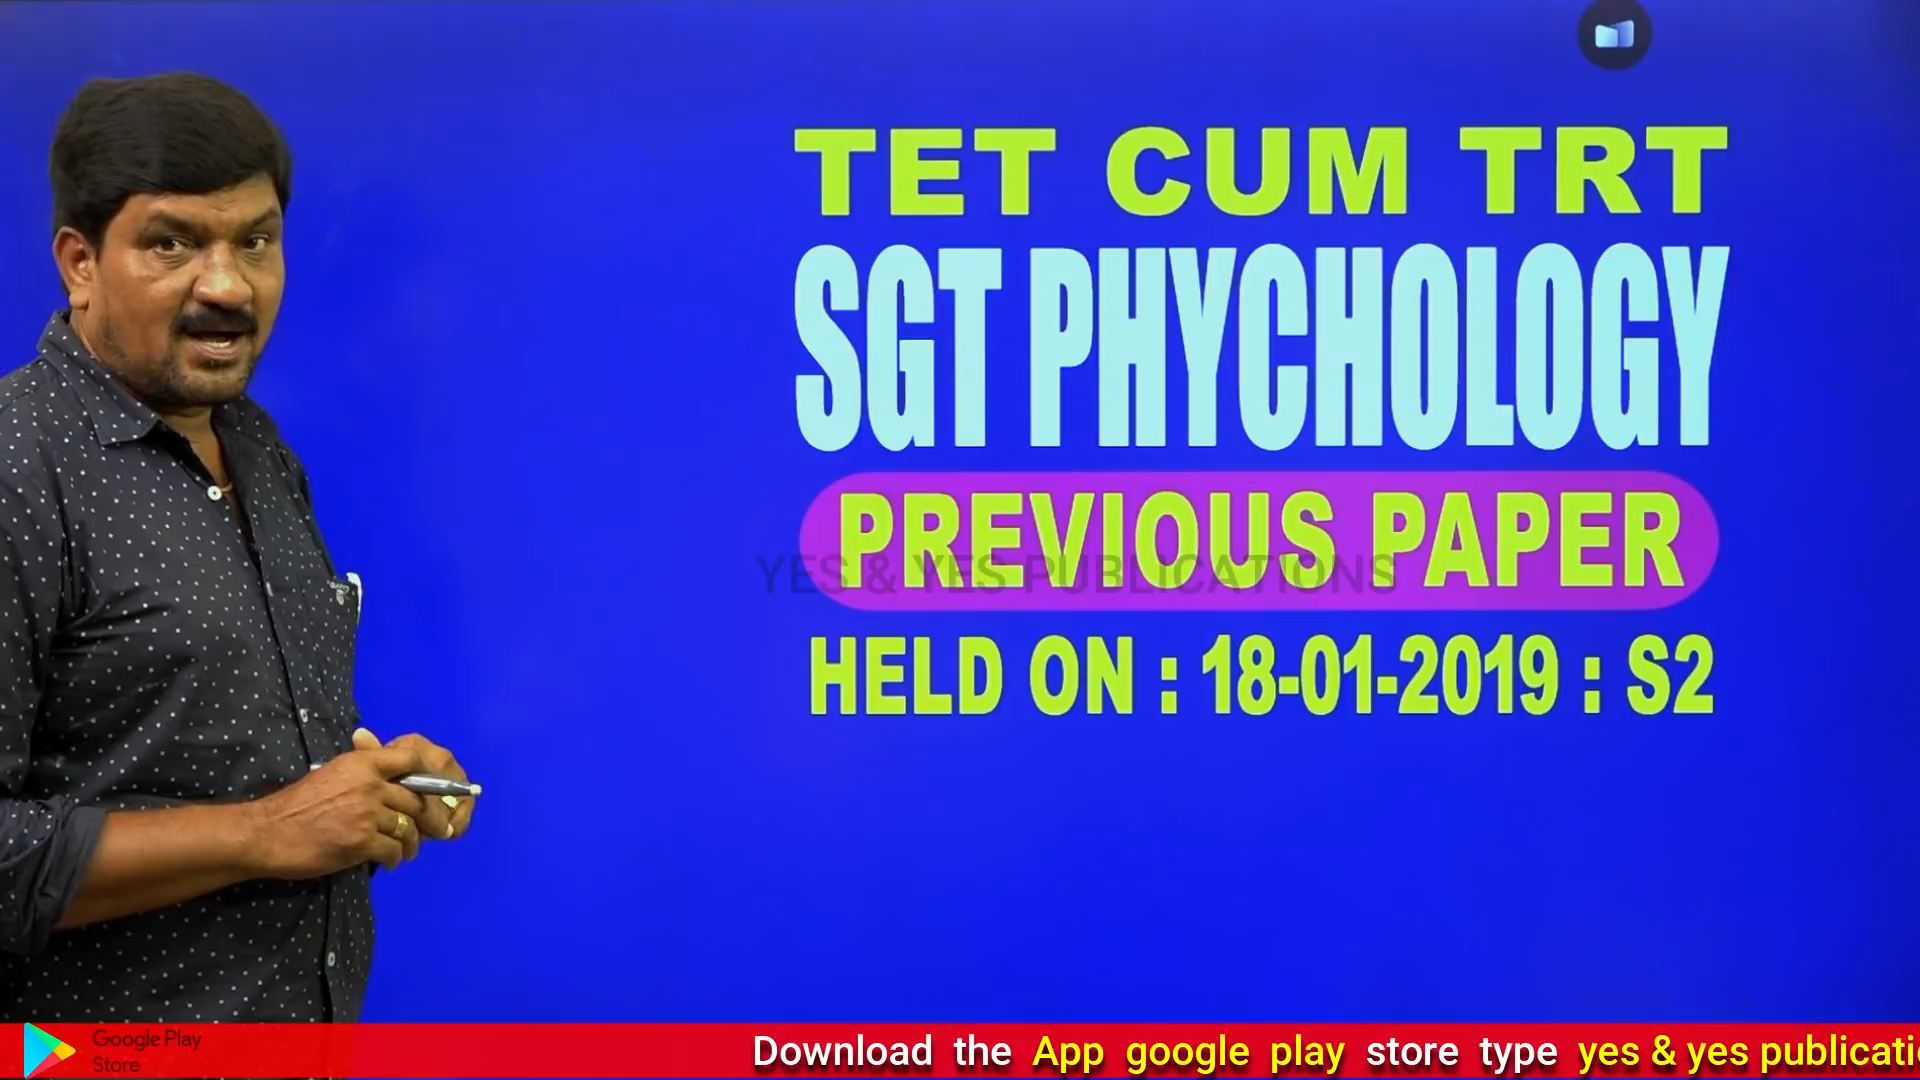 TET CUM TRT
SGT PHYCHOLOGY
PREVIOUS PAPER
YES & YES PUBLICATIONS
HELD ON : 18-01-2019 : S2
Google Play
Store
Download the App google play store type yes & yes publicati